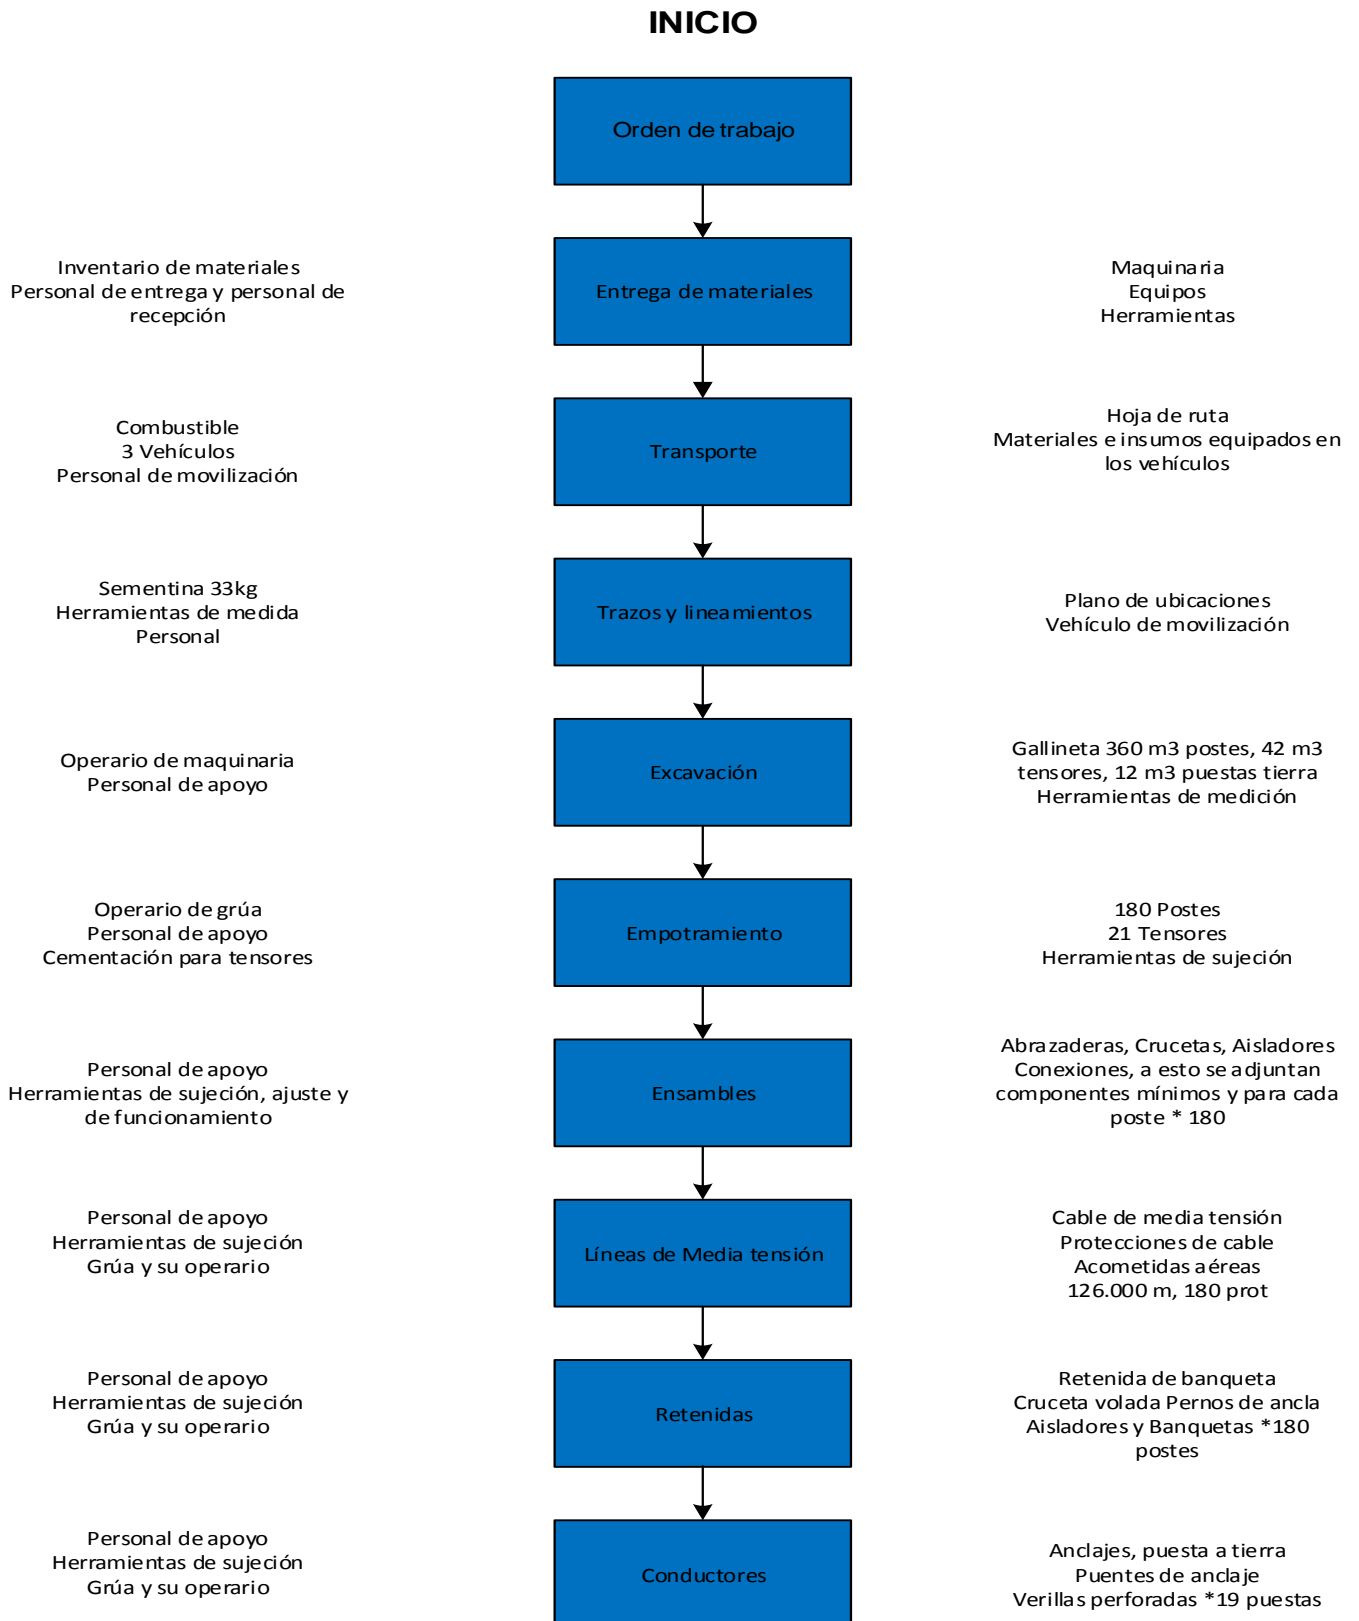 INICIO
Orden de trabajo
Inventario de materiales
Personal de entrega y personal de
recepción
Entrega de materiales
Maquinaria
Equipos
Herramientas
Combustible
3 Vehículos
Personal de movilización
Transporte
Hoja de ruta
Materiales e insumos equipados en
los vehículos
Sementina 33kg
Herramientas de medida
Personal
Trazos y lineamientos
Plano de ubicaciones
Vehículo de movilización
Operario de maquinaria
Personal de apoyo
Excavación
Gallineta 360 m3 postes, 42 m3
tensores, 12 m3 puestas tierra
Herramientas de medición
Operario de grúa
Personal de apoyo
Cementación para tensores
Empotramiento
180 Postes
21 Tensores
Herramientas de sujeción
Personal de apoyo
Herramientas de sujeción, ajuste y
de funcionamiento
Ensambles
Abrazaderas, Crucetas, Aisladores
Conexiones, a esto se adjuntan
componentes mínimos y para cada
poste * 180
Personal de apoyo
Herramientas de sujeción
Grúa y su operario
Líneas de Media tensión
Cable de media tensión
Protecciones de cable
Acometidas aéreas
126.000 m, 180 prot
Personal de apoyo
Herramientas de sujeción
Grúa y su operario
Retenidas
Retenida de banqueta
Cruceta volada Pernos de ancla
Aisladores y Banquetas *180
postes
Personal de apoyo
Herramientas de sujeción
Grúa y su operario
Conductores
Anclajes, puesta a tierra
Puentes de anclaje
Verillas perforadas *19 puestas